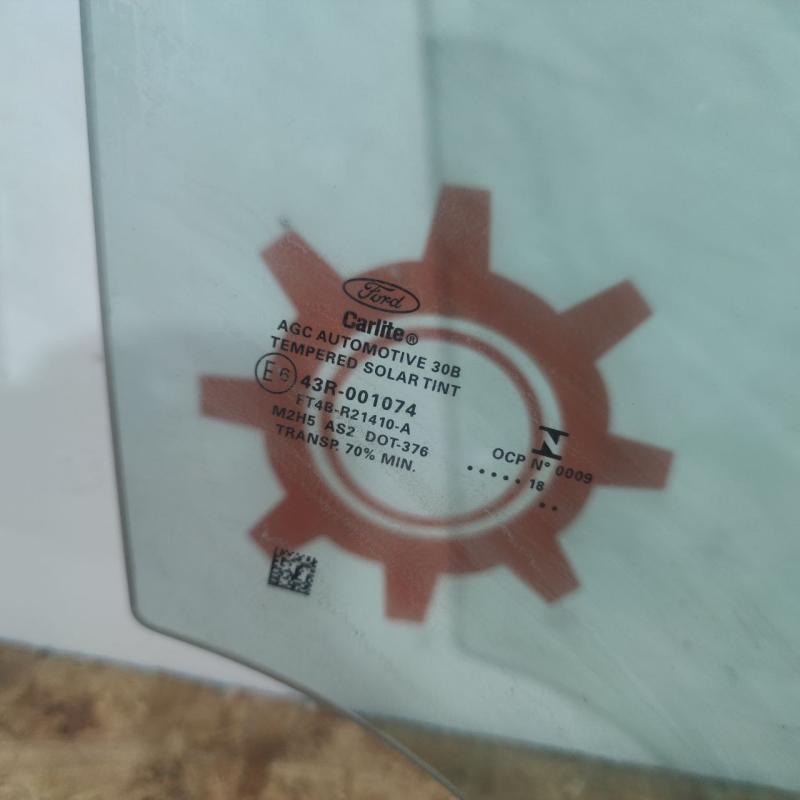 Ford
Carlite®
AGC AUTOMOTIVE 30B
TEMPERED SOLAR TINT
E6 43R-001074
FT4B-R21410-A
M2H5 AS2 DOT-376
TRANSP. 70% MIN.
OCP Nº 0009
..... 18
..